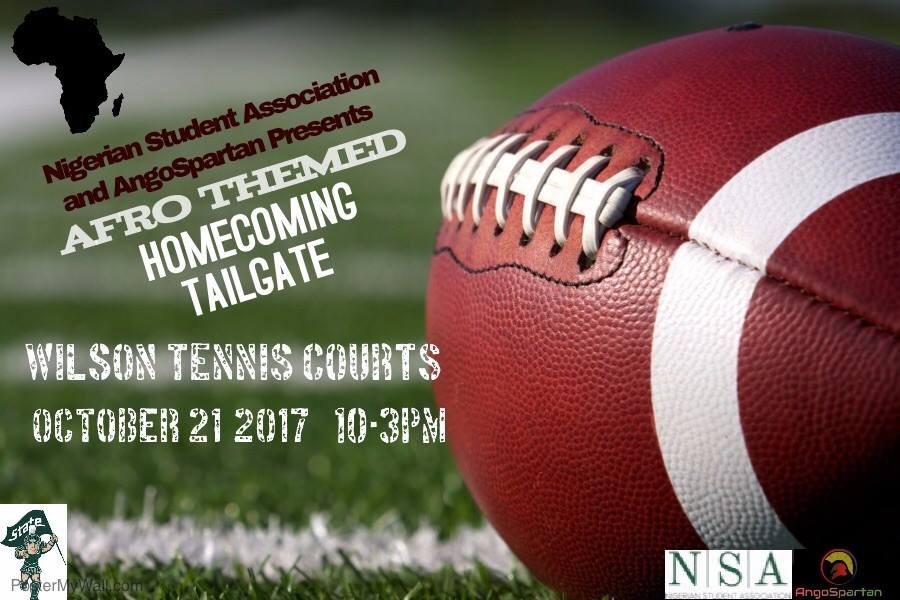 Nigerian Student Association
and AngoSpartan Presents
AFRO THEMED
HOMECOMING
TAILGATE
WILSON TENNIS COURTS
OCTOBER 21 2017 10-3PM
State
PosterMyWall.com
NSA
NIGERIAN STUDENT ASSOCIATION
AngoSpartan